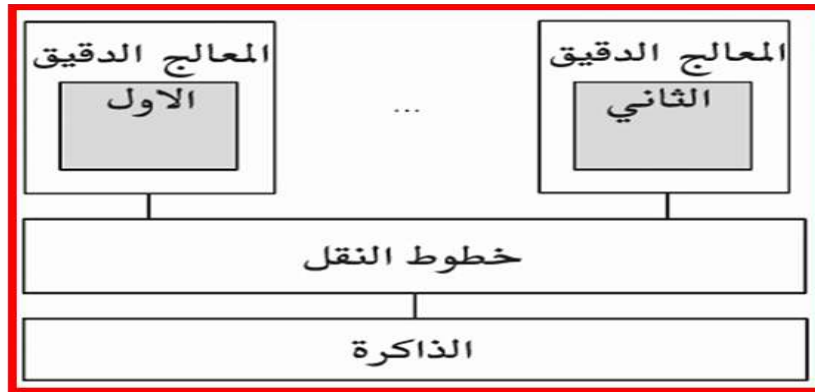 المعالج الدقيق
الثاني
...
المعالج الدقيق
الاول
خطوط النقل
الذاكرة